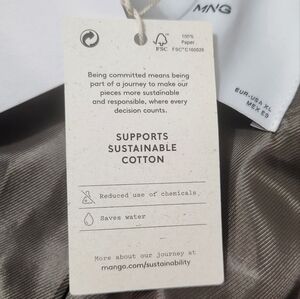 MNG
FSC
100%
Paper
FSC® C160526
EUR-USA XL
MEX EG
Being committed means being
part of a journey to make our
pieces more sustainable
and responsible, where every
decision counts.
SUPPORTS
SUSTAINABLE
COTTON
Reduced use of chemicals
Saves water
More about our journey at
mango.com/sustainability